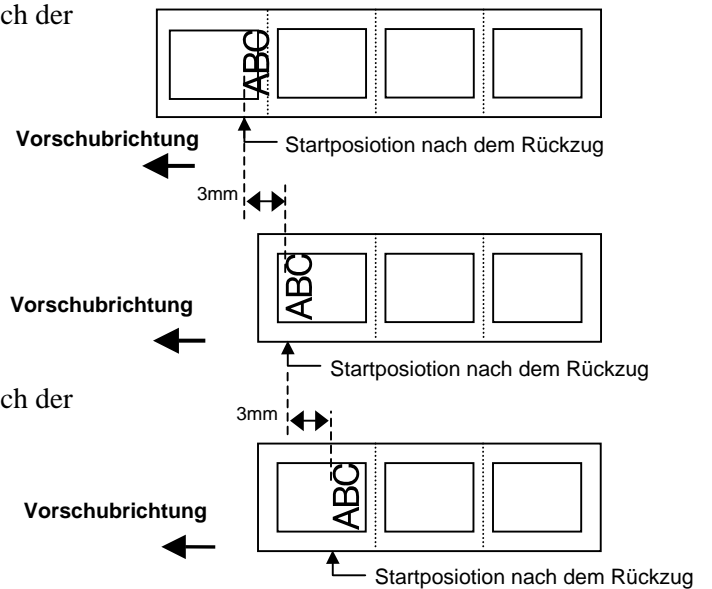 ch der
ABC
Vorschubrichtung
Startposiotion nach dem Rückzug
3mm
ABC
Vorschubrichtung
Startposiotion nach dem Rückzug
ch der
3mm
ABC
Vorschubrichtung
Startposiotion nach dem Rückzug